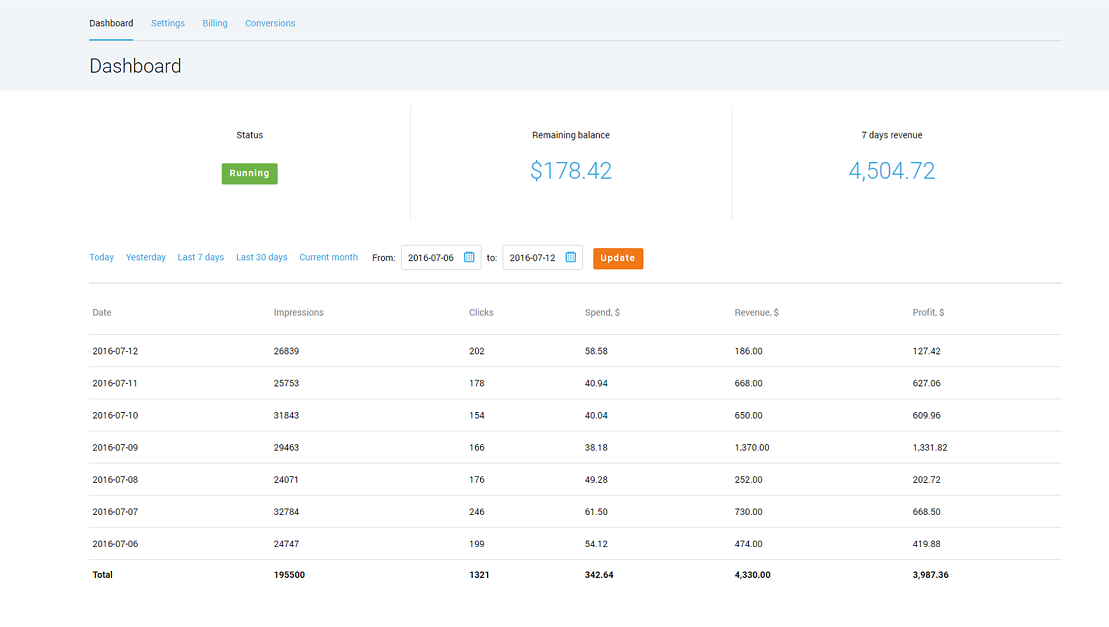 Dashboard Settings Billing Conversions
Dashboard
Status Remaining balance 7 days revenue
Running $178.42 4,504.72
Today Yesterday Last 7 days Last 30 days Current month From: 2016-07-06 to: 2016-07-12 Update
Date Impressions Clicks Spend, $ Revenue, $ Profit, $
2016-07-12 26839 202 58.58 186.00 127.42
2016-07-11 25753 178 40.94 668.00 627.06
2016-07-10 31843 154 40.04 650.00 609.96
2016-07-09 29463 166 38.18 1,370.00 1,331.82
2016-07-08 24071 176 49.28 252.00 202.72
2016-07-07 32784 246 61.50 730.00 668.50
2016-07-06 24747 199 54.12 474.00 419.88
Total 195500 1321 342.64 4,330.00 3,987.36